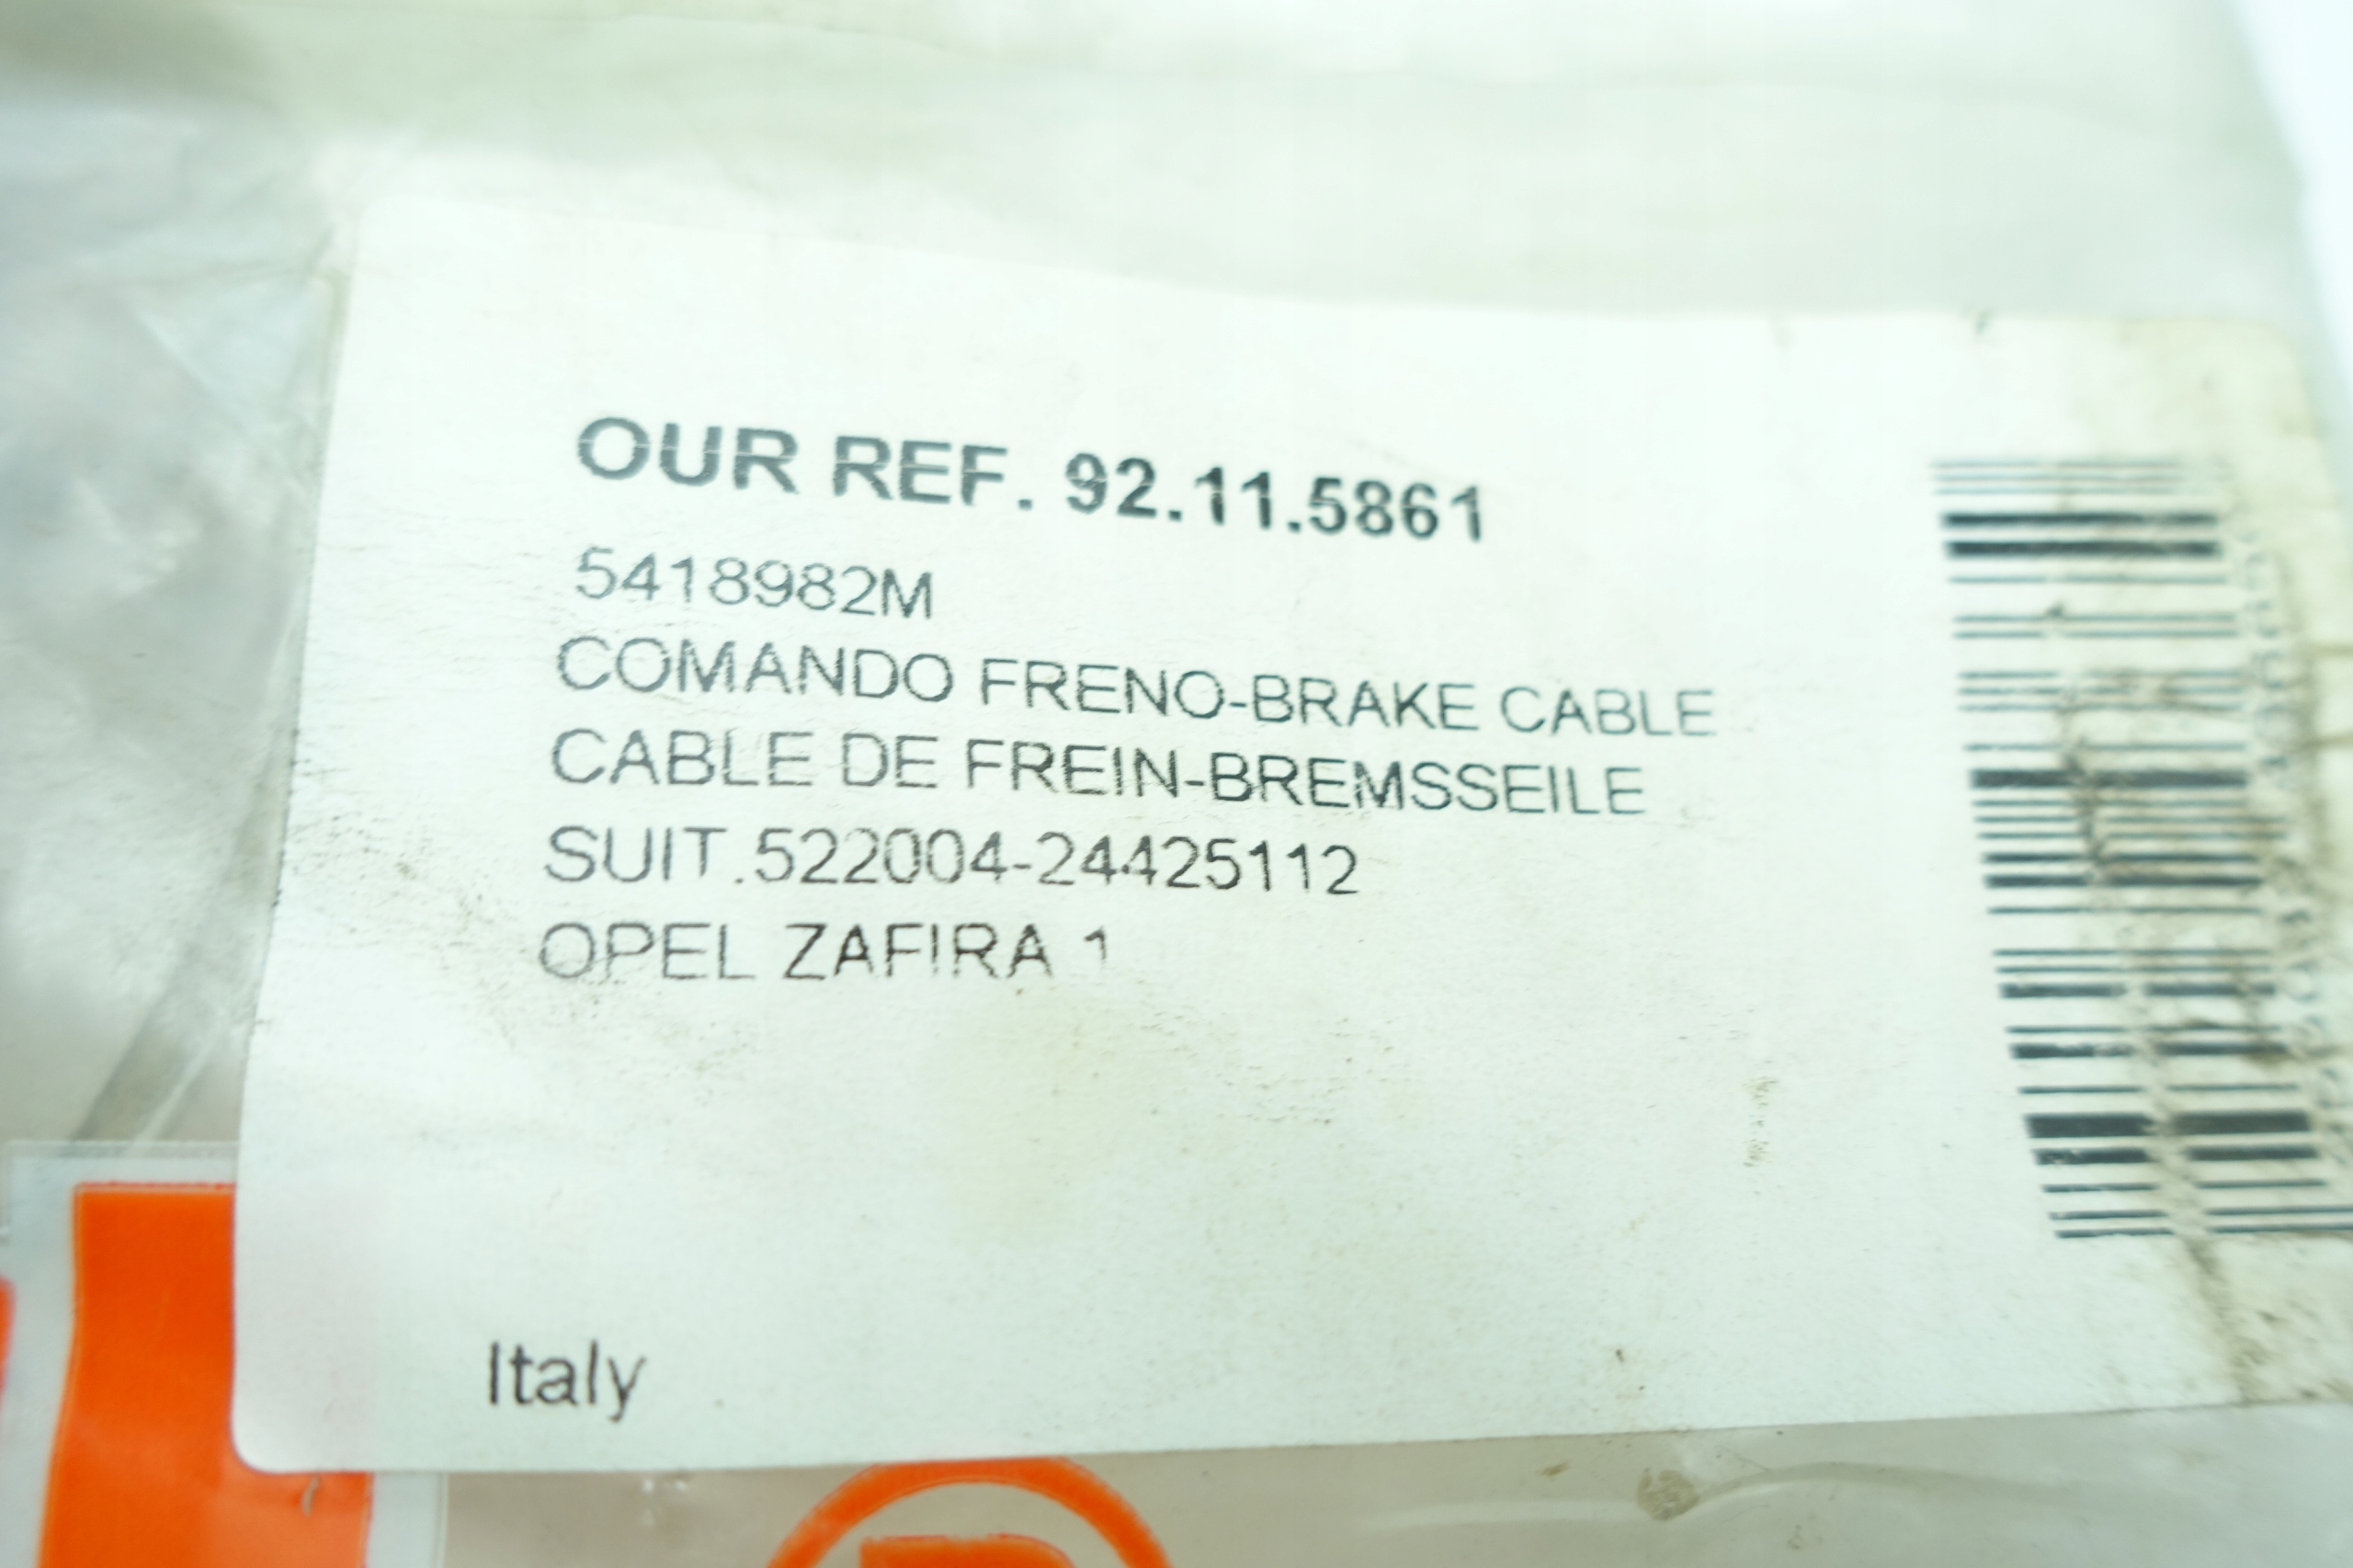 OUR REF. 92.11.5861
5418982M
COMANDO FRENO-BRAKE CABLE
CABLE DE FREIN-BREMSSEILE
SUIT.522004-24425112
OPEL ZAFIRA 1
Italy